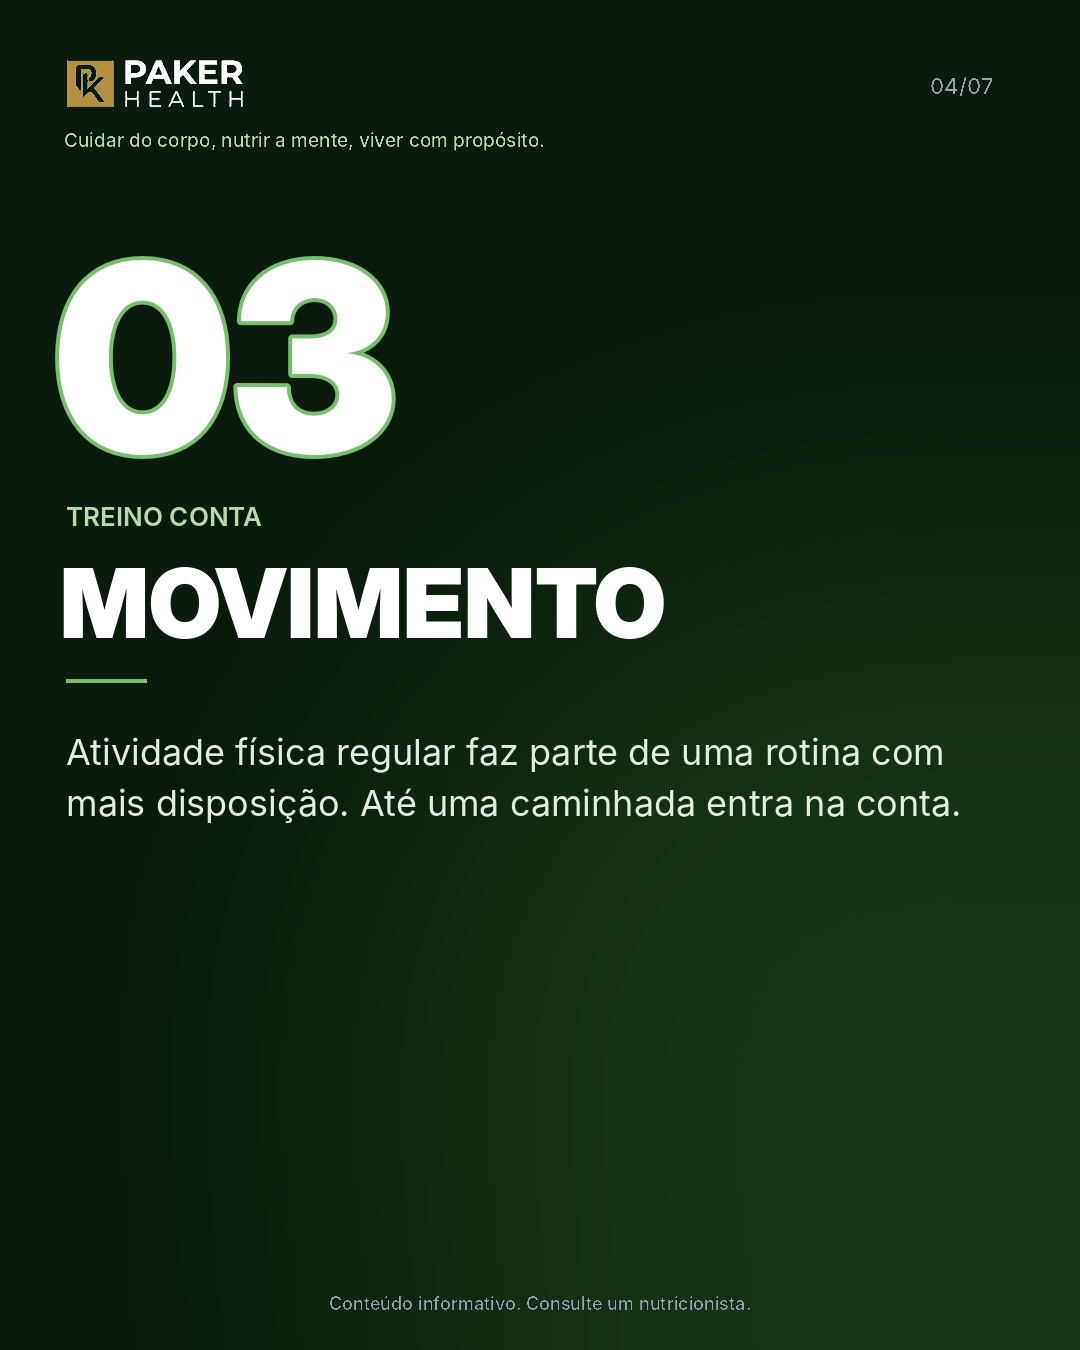 PK
PAKER
HEALTH
04/07
Cuidar do corpo, nutrir a mente, viver com propósito.
03
TREINO CONTA
MOVIMENTO
Atividade física regular faz parte de uma rotina com
mais disposição. Até uma caminhada entra na conta.
Conteúdo informativo. Consulte um nutricionista.